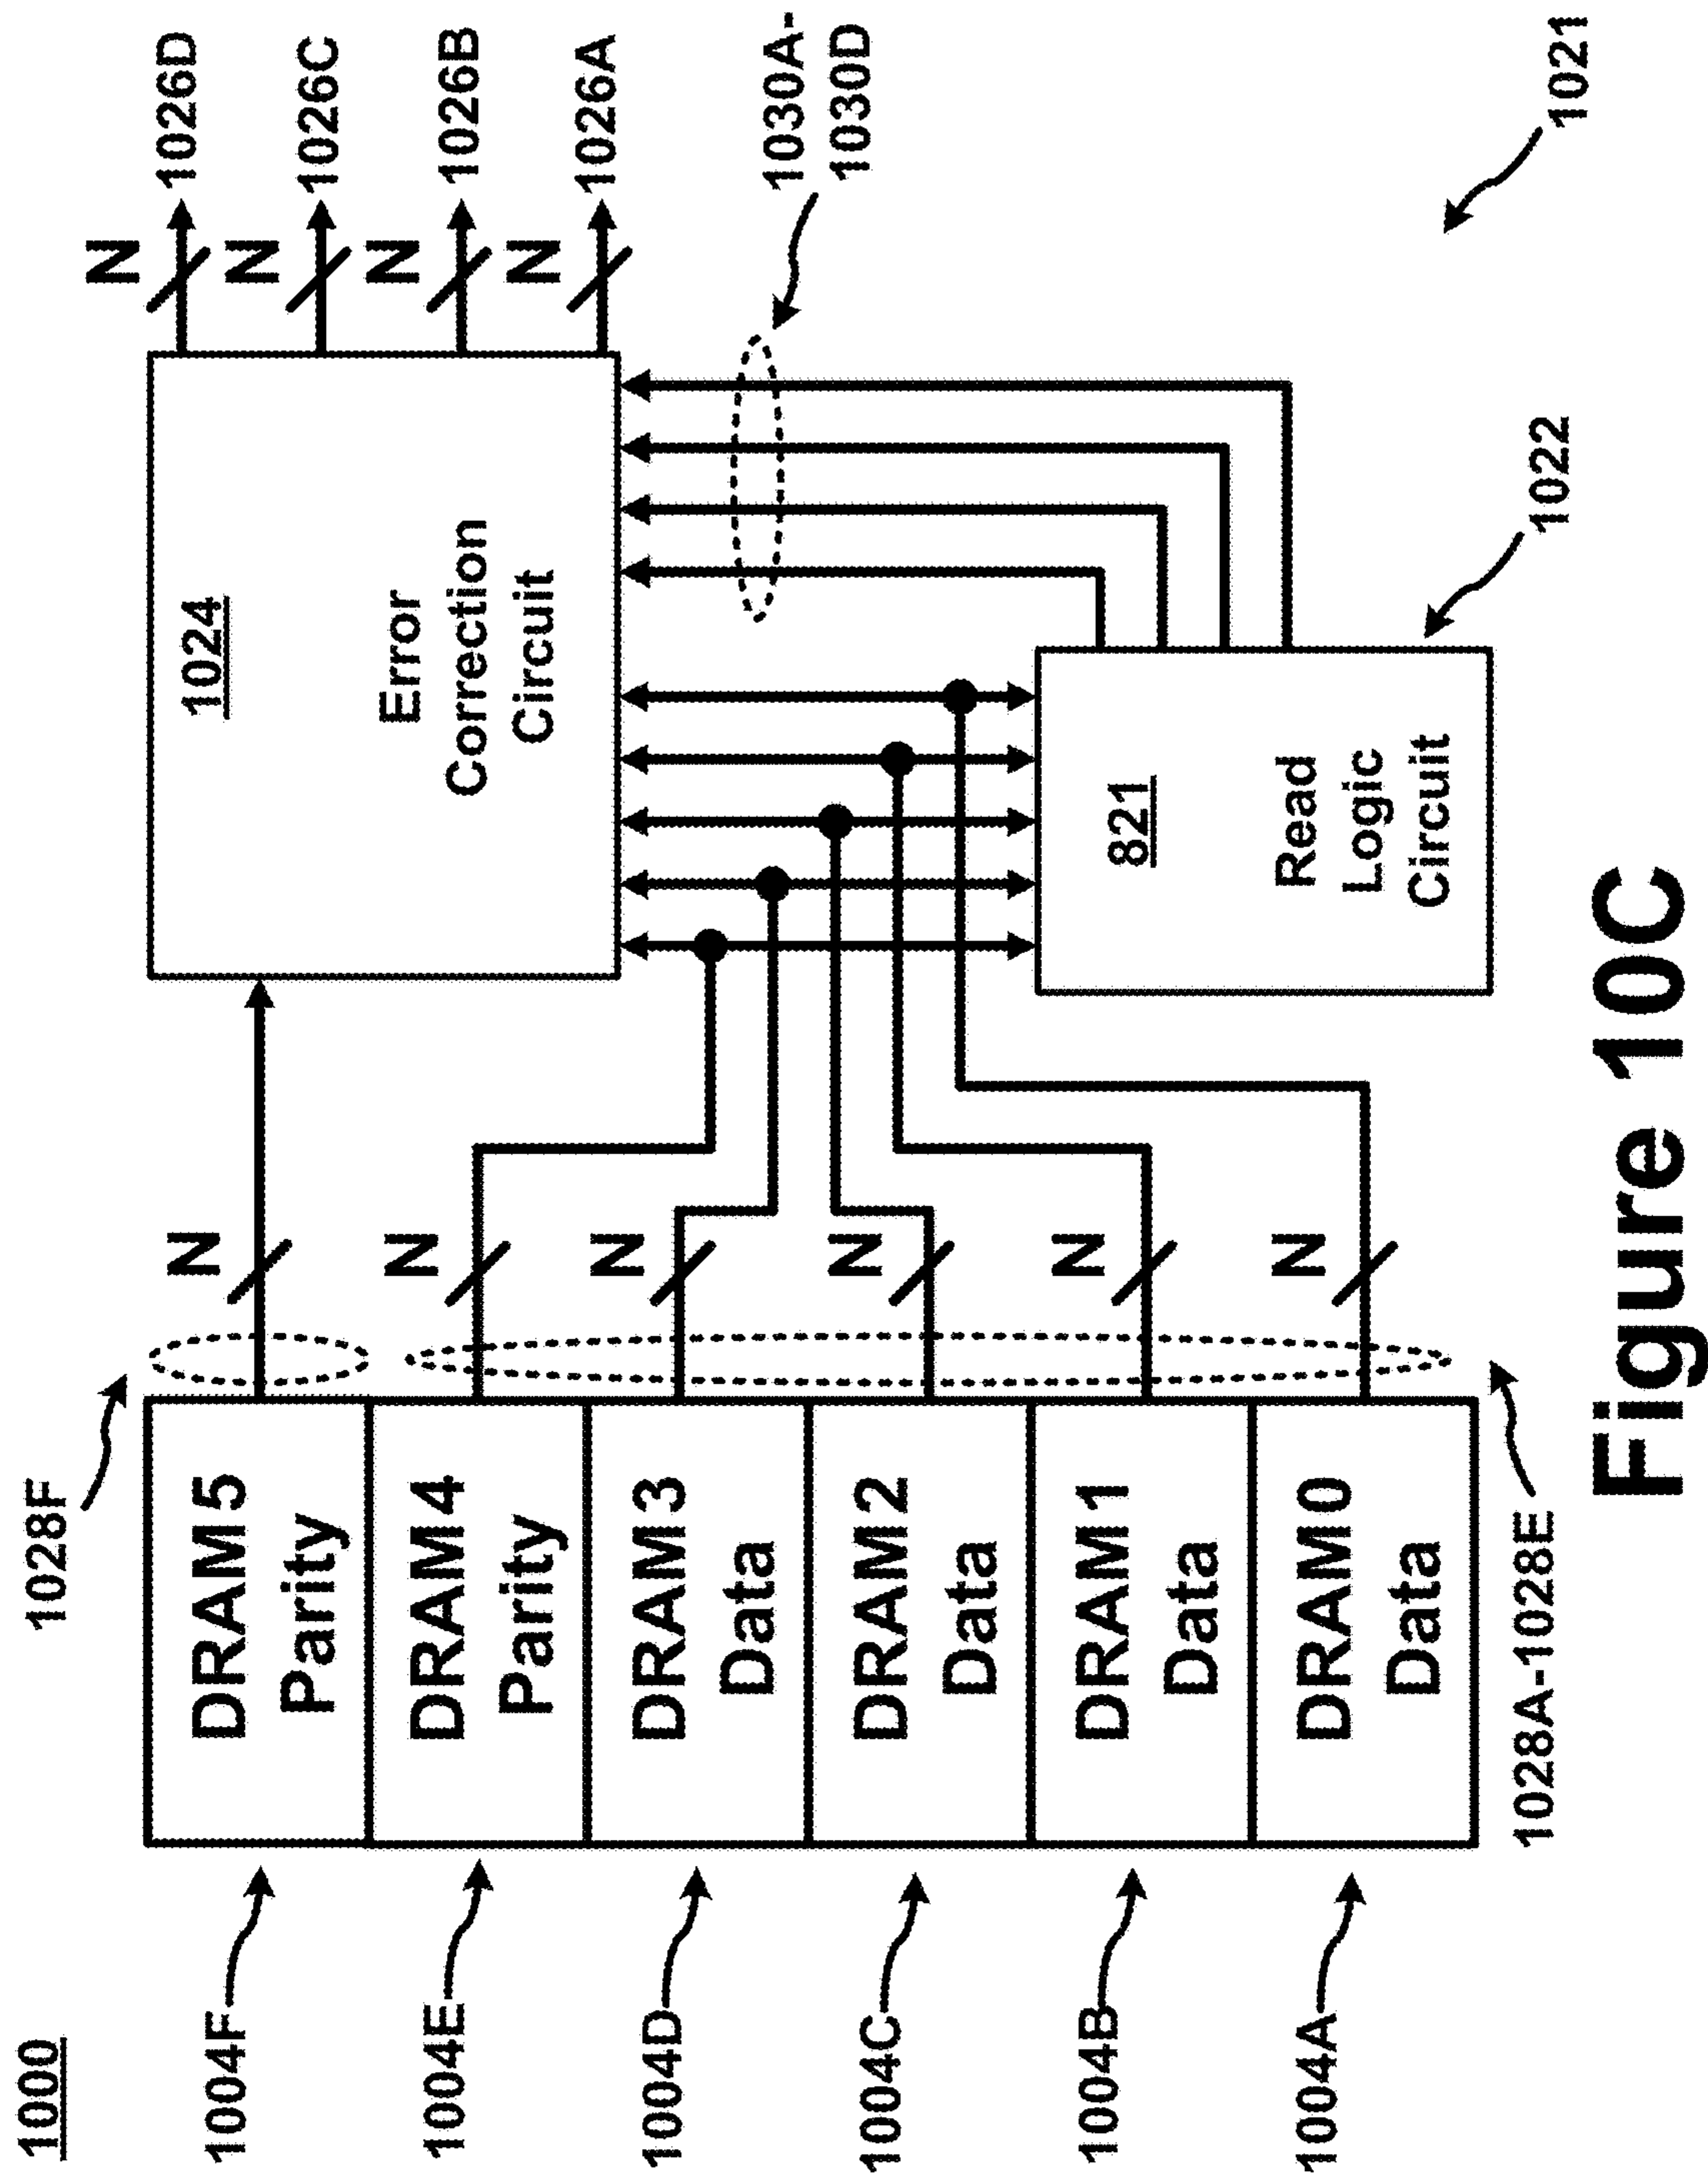 1000
1004F
1004E
1004D
1004C
1004B
1004A
1028F
DRAM5
Parity
DRAM4
Parity
DRAM3
Data
DRAM2
Data
DRAM1
Data
DRAM0
Data
1028A-1028E
N
N
N
N
N
N
1024
Error
Correction
Circuit
821
Read
Logic
Circuit
1022
N
N
N
N
1026D
1026C
1026B
1026A
1030A-
1030D
1021
Figure 10C